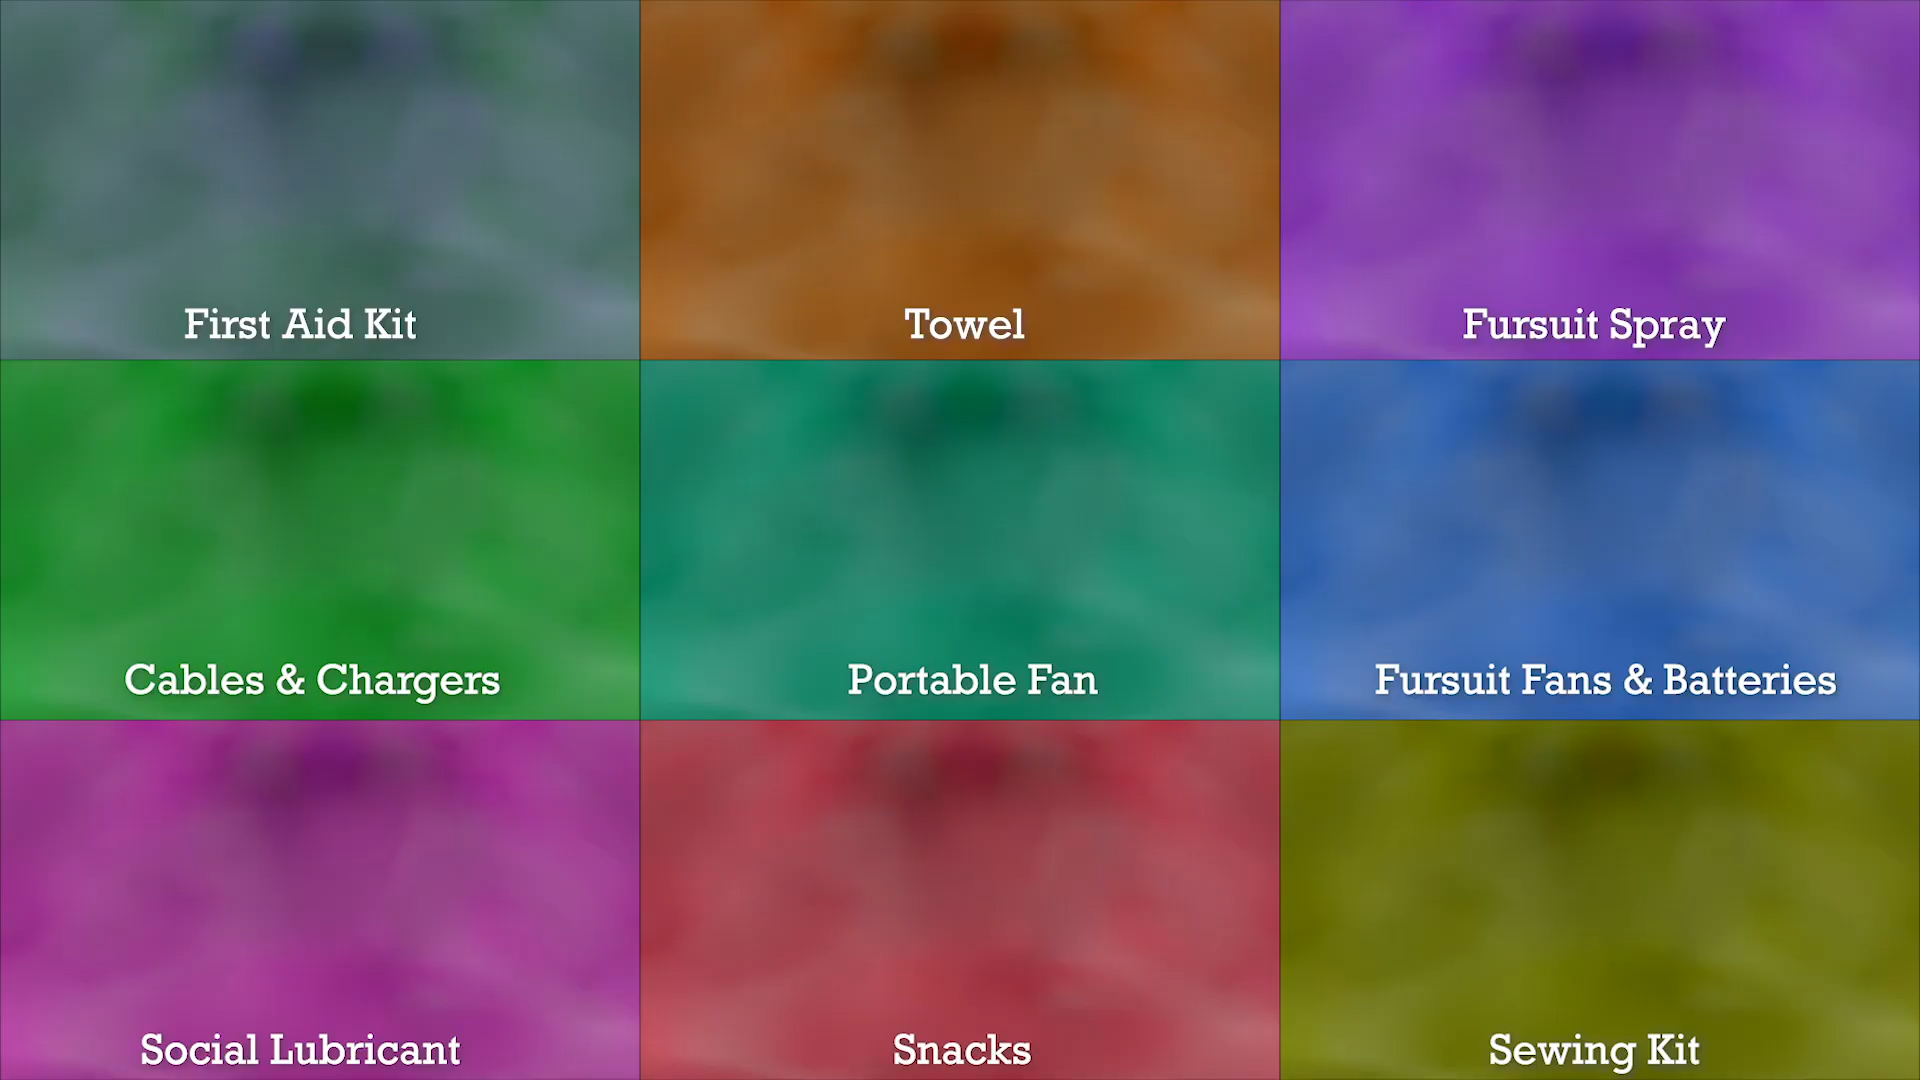 First Aid Kit
Towel
Fursuit Spray
Cables & Chargers
Portable Fan
Fursuit Fans & Batteries
Social Lubricant
Snacks
Sewing Kit